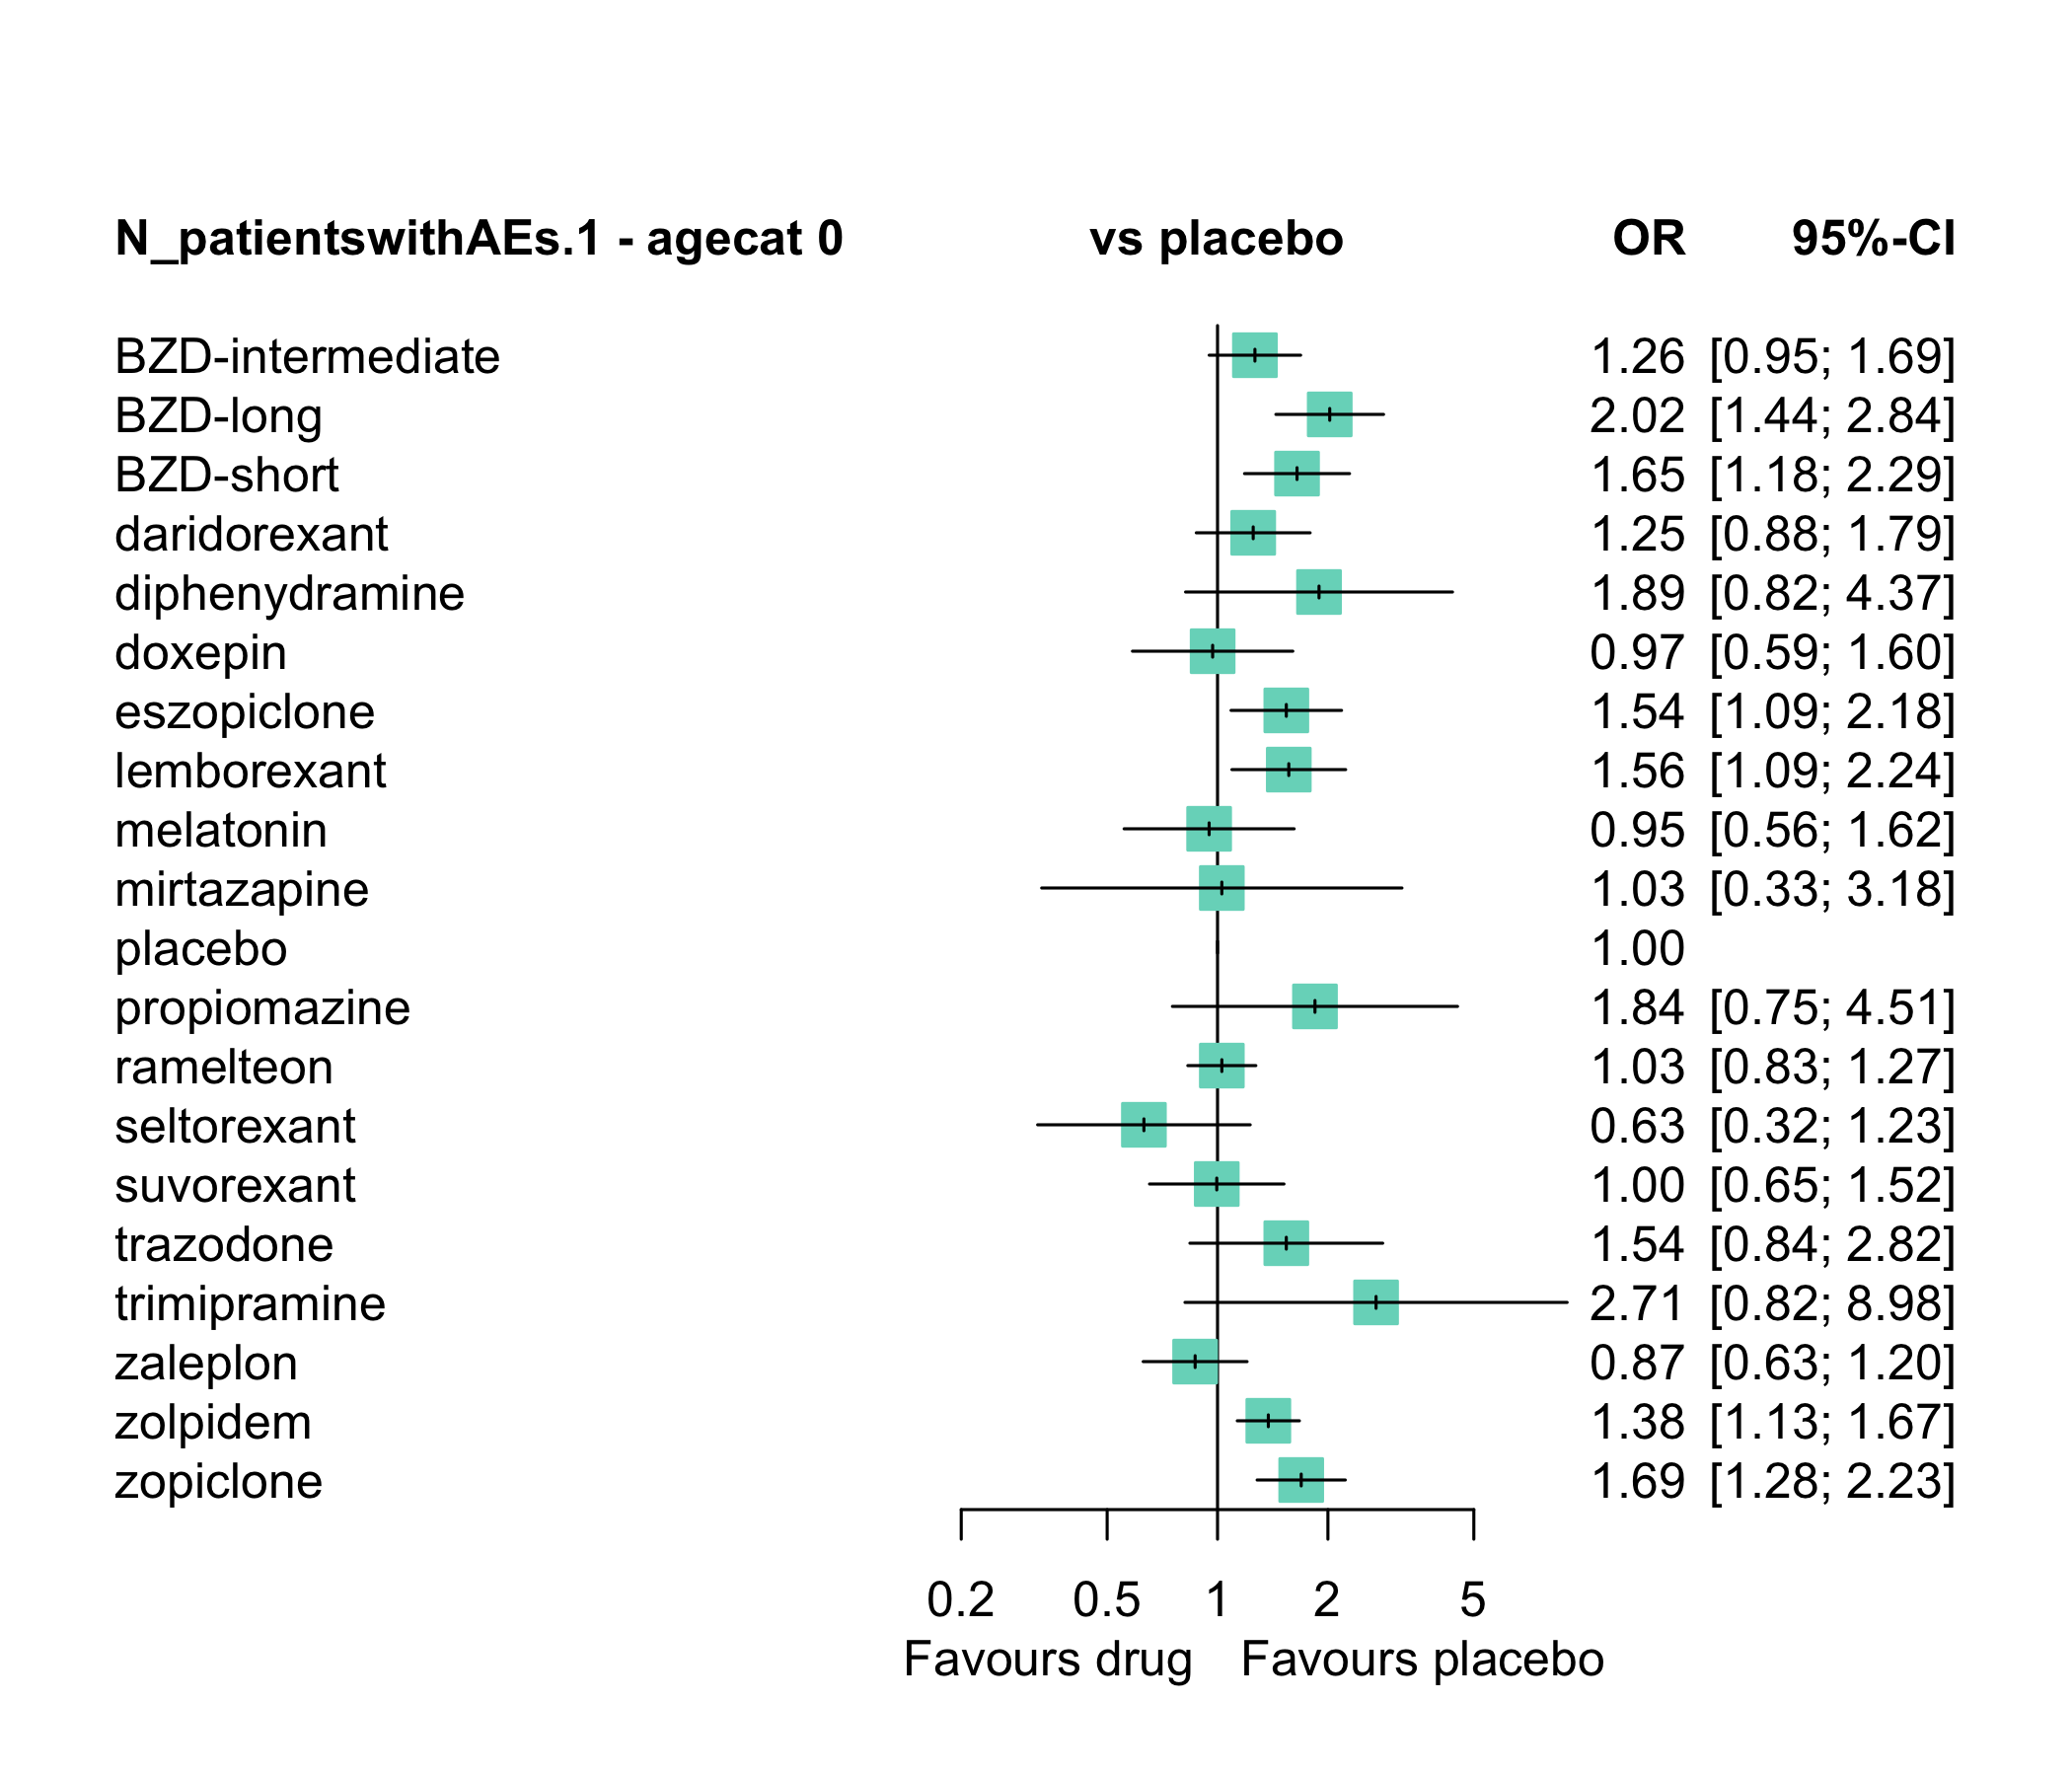 N_patientswithAEs.1 - agecat 0 vs placebo OR 95%-CI
BZD-intermediate 1.26 [0.95; 1.69]
BZD-long 2.02 [1.44; 2.84]
BZD-short 1.65 [1.18; 2.29]
daridorexant 1.25 [0.88; 1.79]
diphenydramine 1.89 [0.82; 4.37]
doxepin 0.97 [0.59; 1.60]
eszopiclone 1.54 [1.09; 2.18]
lemborexant 1.56 [1.09; 2.24]
melatonin 0.95 [0.56; 1.62]
mirtazapine 1.03 [0.33; 3.18]
placebo 1.00
propiomazine 1.84 [0.75; 4.51]
ramelteon 1.03 [0.83; 1.27]
seltorexant 0.63 [0.32; 1.23]
suvorexant 1.00 [0.65; 1.52]
trazodone 1.54 [0.84; 2.82]
trimipramine 2.71 [0.82; 8.98]
zaleplon 0.87 [0.63; 1.20]
zolpidem 1.38 [1.13; 1.67]
zopiclone 1.69 [1.28; 2.23]
0.2 0.5 1 2 5
Favours drug Favours placebo